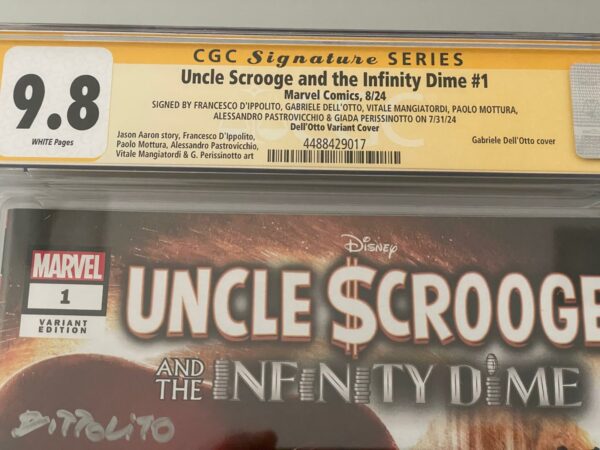 CGC Signature SERIES
9.8
WHITE Pages
Uncle Scrooge and the Infinity Dime #1
Marvel Comics, 8/24
SIGNED BY FRANCESCO D'IPPOLITO, GABRIELE DELL'OTTO, VITALE MANGIATORDI, PAOLO MOTTURA,
ALESSANDRO PASTROVICCHIO & GIADA PERISSINOTTO ON 7/31/24
Dell'Otto Variant Cover
Jason Aaron story, Francesco D'Ippolito,
Paolo Mottura, Alessandro Pastrovicchio,
Vitale Mangiatordi & G. Perissinotto art
4488429017
Gabriele Dell'Otto cover
Disney
MARVEL
1
VARIANT
EDITION
UNCLE $CROOGE
AND THE INFINITY DIME
DIPPOLITO